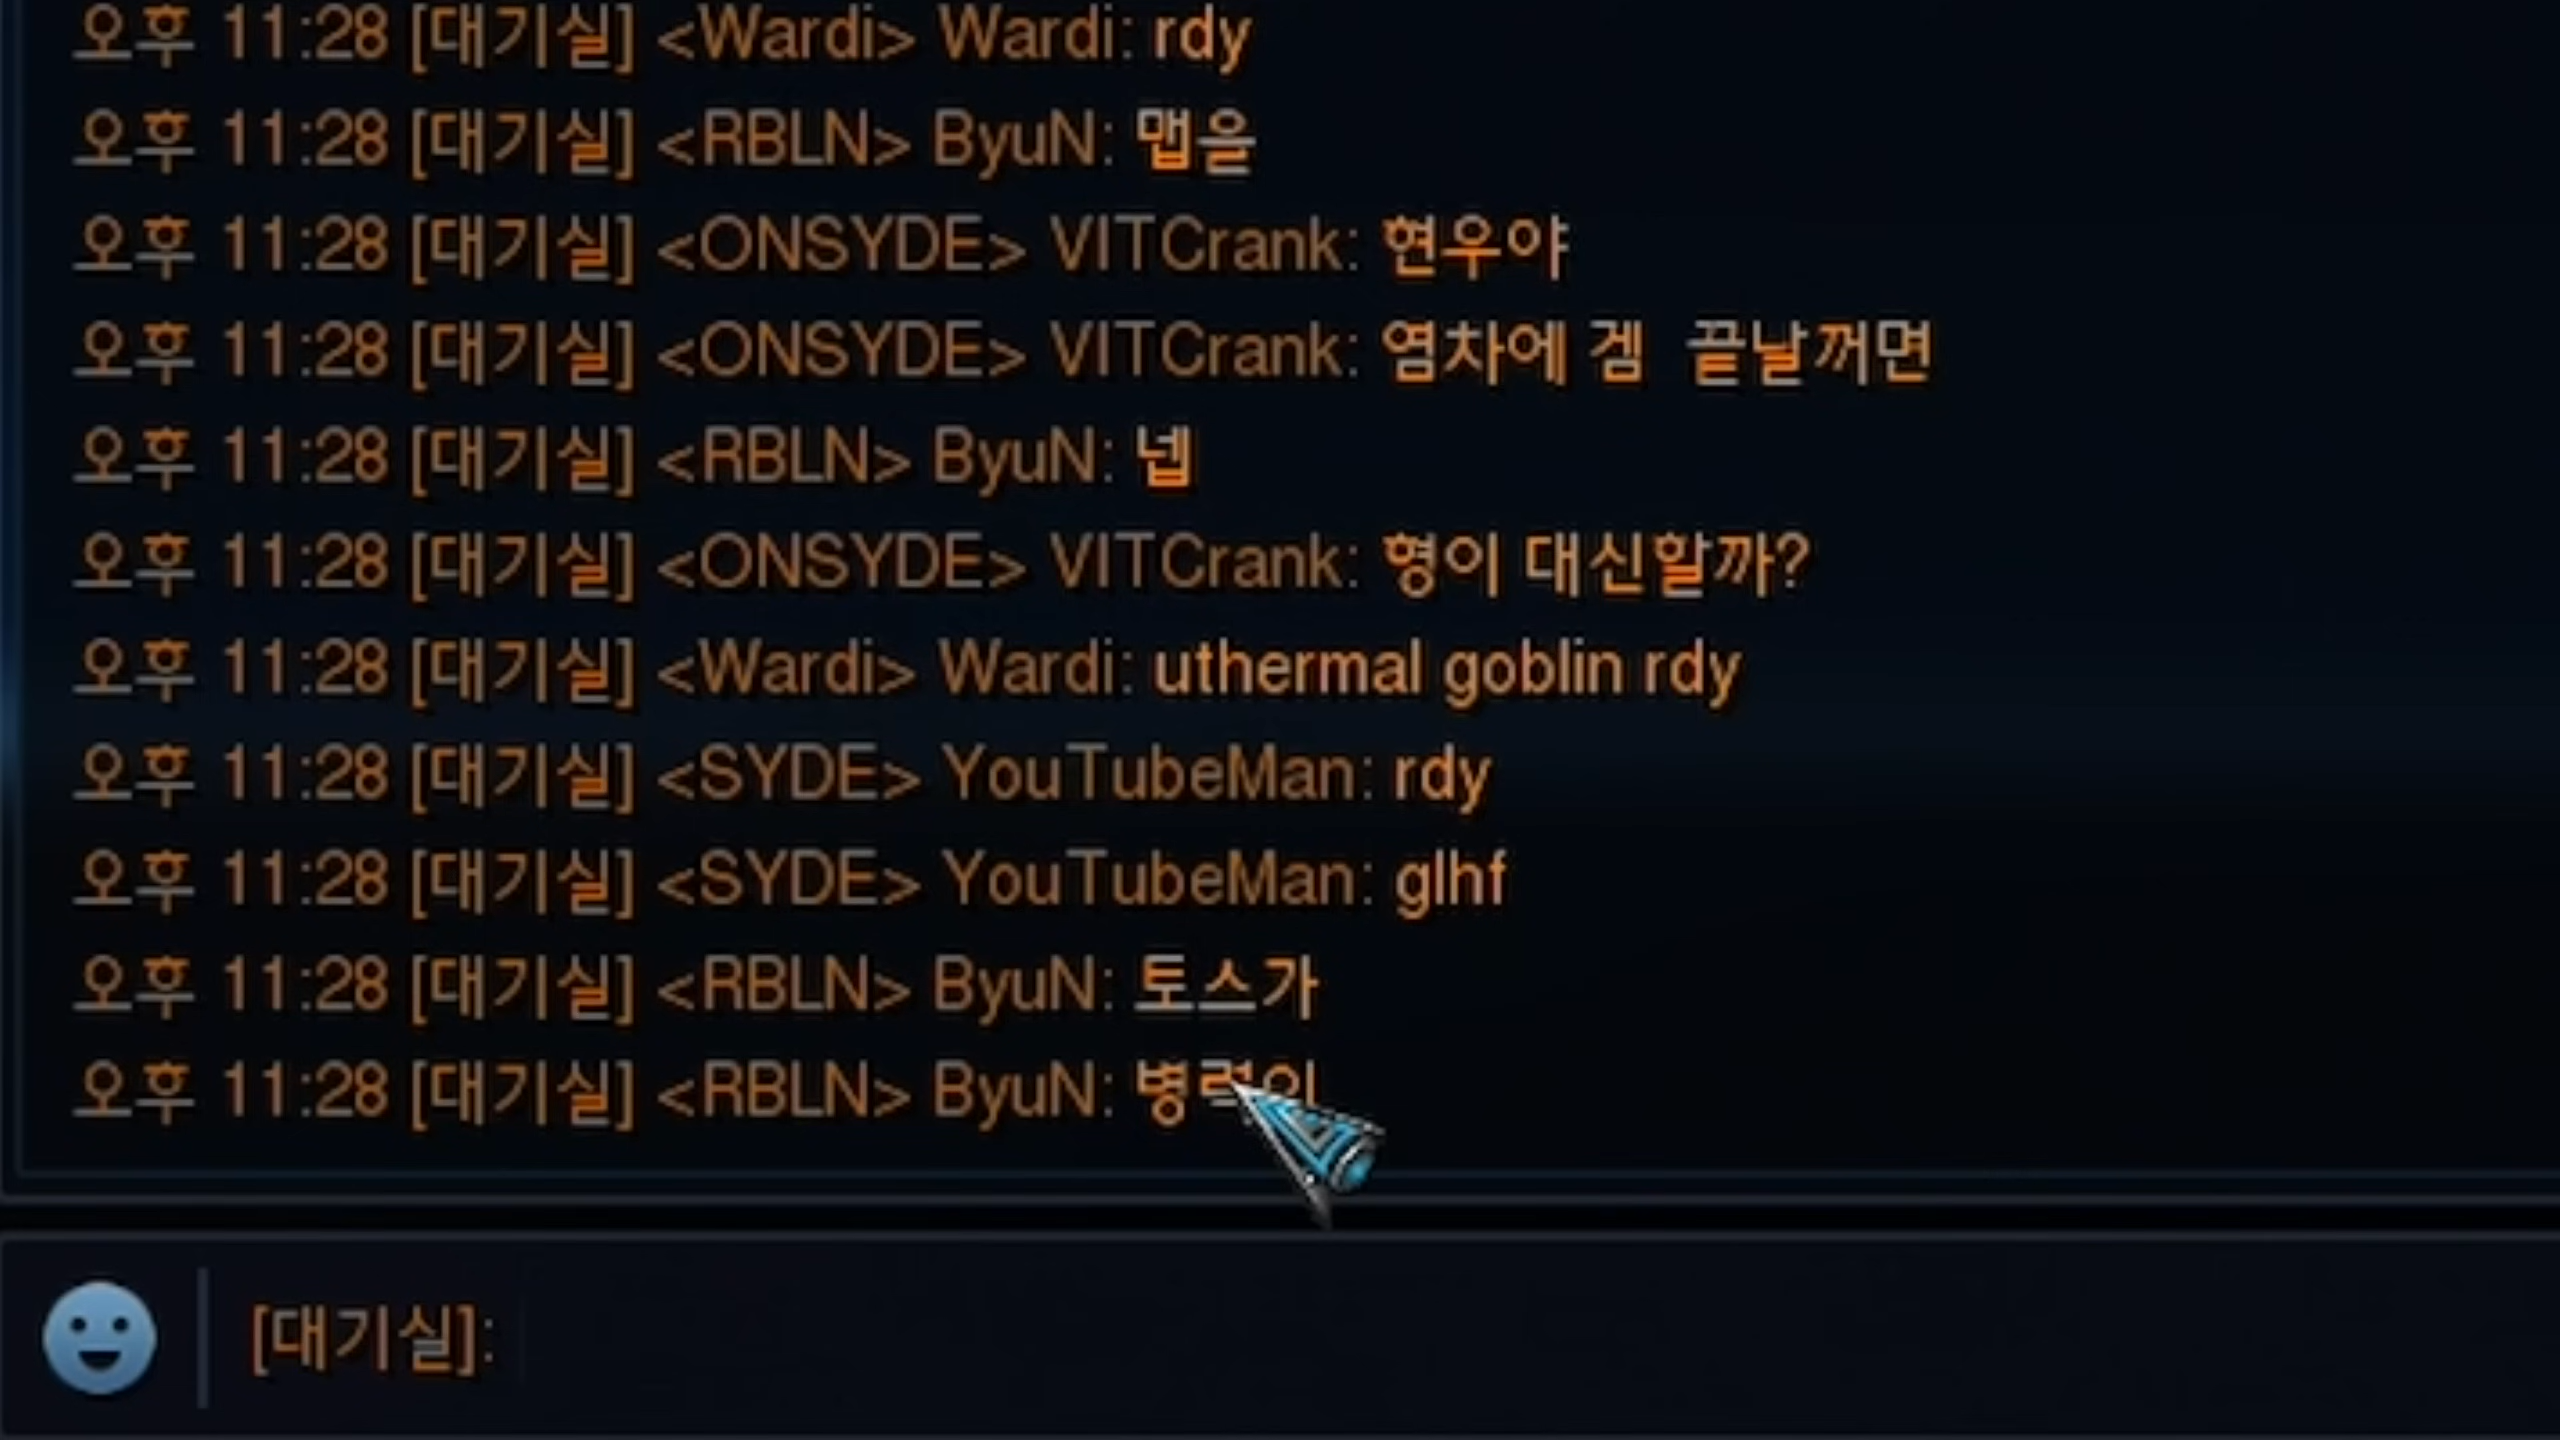 오후 11:28 [대기실] <Wardi> Wardi: rdy
오후 11:28 [대기실] <RBLN> ByuN: 맵을
오후 11:28 [대기실] <ONSYDE> VITCrank: 현우야
오후 11:28 [대기실] <ONSYDE> VITCrank: 염차에 겜 끝날꺼면
오후 11:28 [대기실] <RBLN> ByuN: 넵
오후 11:28 [대기실] <ONSYDE> VITCrank: 형이 대신할까?
오후 11:28 [대기실] <Wardi> Wardi: uthermal goblin rdy
오후 11:28 [대기실] <SYDE> YouTubeMan: rdy
오후 11:28 [대기실] <SYDE> YouTubeMan: glhf
오후 11:28 [대기실] <RBLN> ByuN: 토스가
오후 11:28 [대기실] <RBLN> ByuN: 병력이
[대기실]: